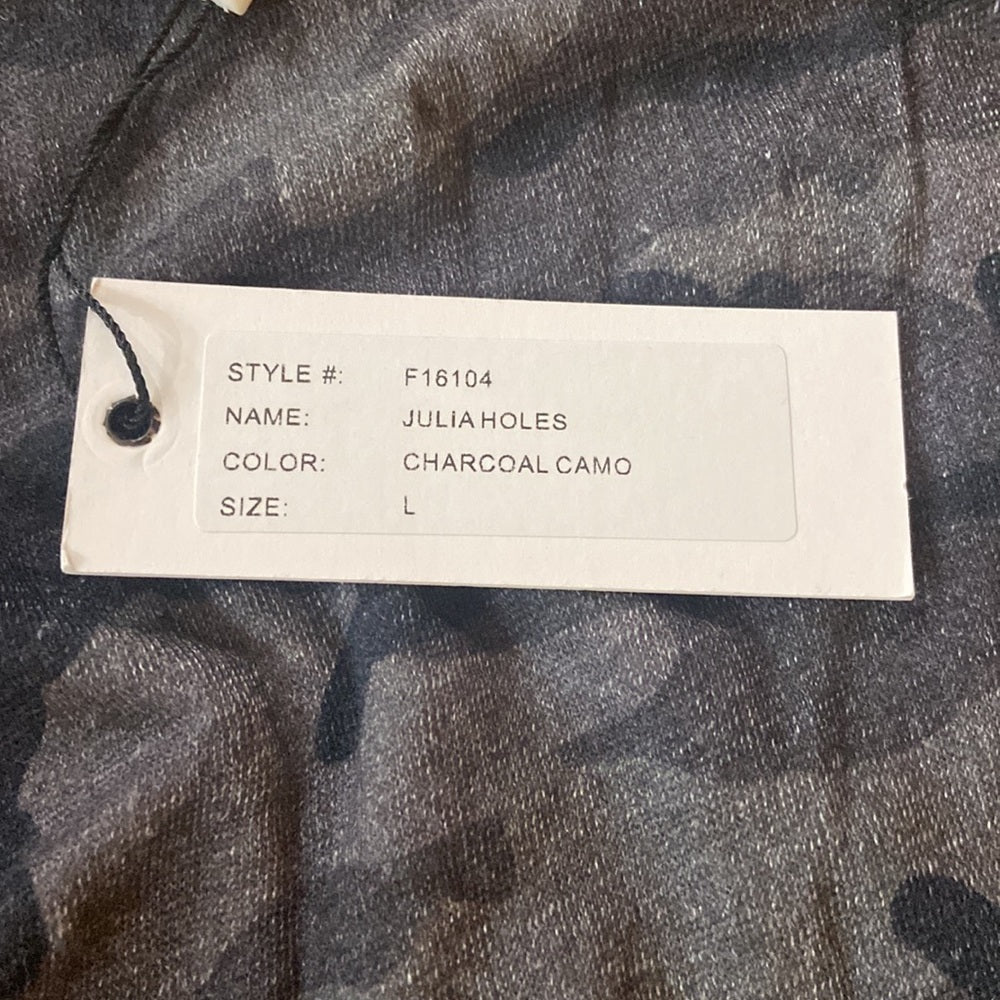 STYLE #: F16104
NAME: JULIA HOLES
COLOR: CHARCOAL CAMO
SIZE: L